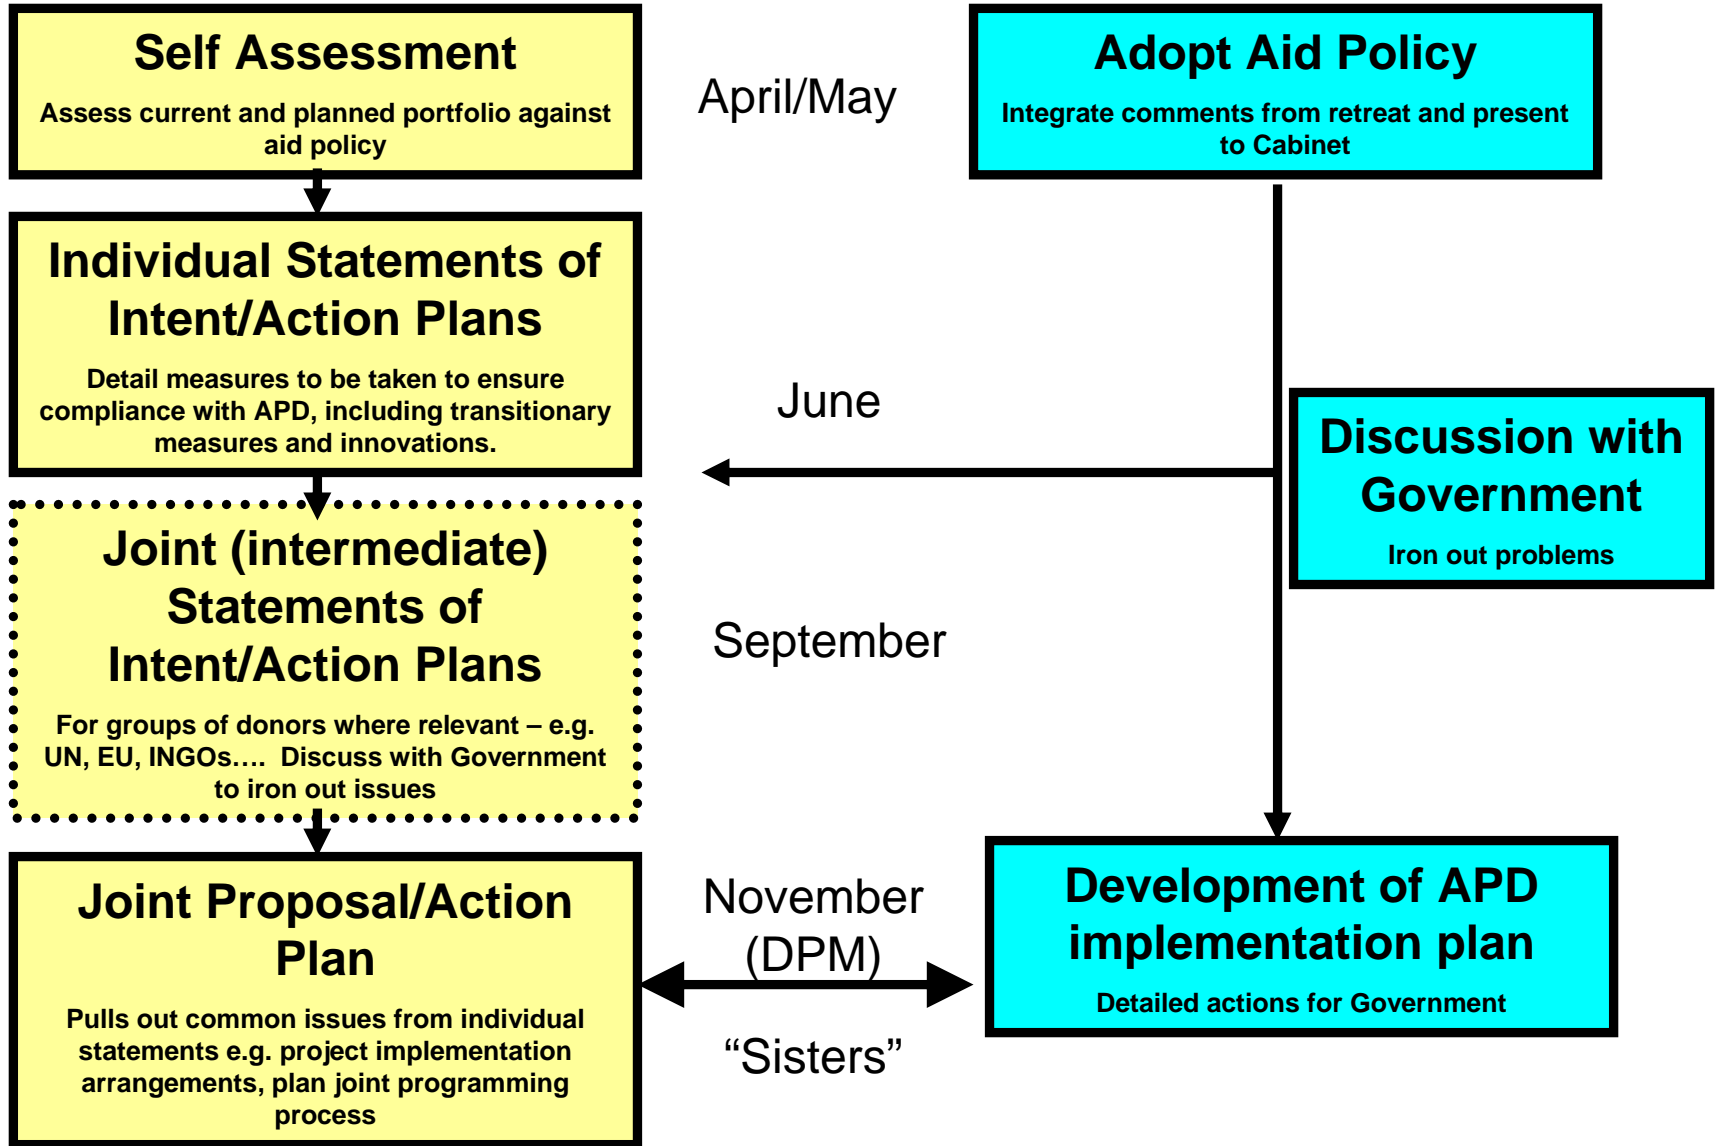 Self Assessment
Assess current and planned portfolio against
aid policy
April/May
Adopt Aid Policy
Integrate comments from retreat and present
to Cabinet
Individual Statements of
Intent/Action Plans
Detail measures to be taken to ensure
compliance with APD, including transitionary
measures and innovations.
June
Discussion with
Government
Iron out problems
Joint (intermediate)
Statements of
Intent/Action Plans
For groups of donors where relevant – e.g.
UN, EU, INGOs…. Discuss with Government
to iron out issues
September
Joint Proposal/Action
Plan
Pulls out common issues from individual
statements e.g. project implementation
arrangements, plan joint programming
process
November
(DPM)
“Sisters”
Development of APD
implementation plan
Detailed actions for Government